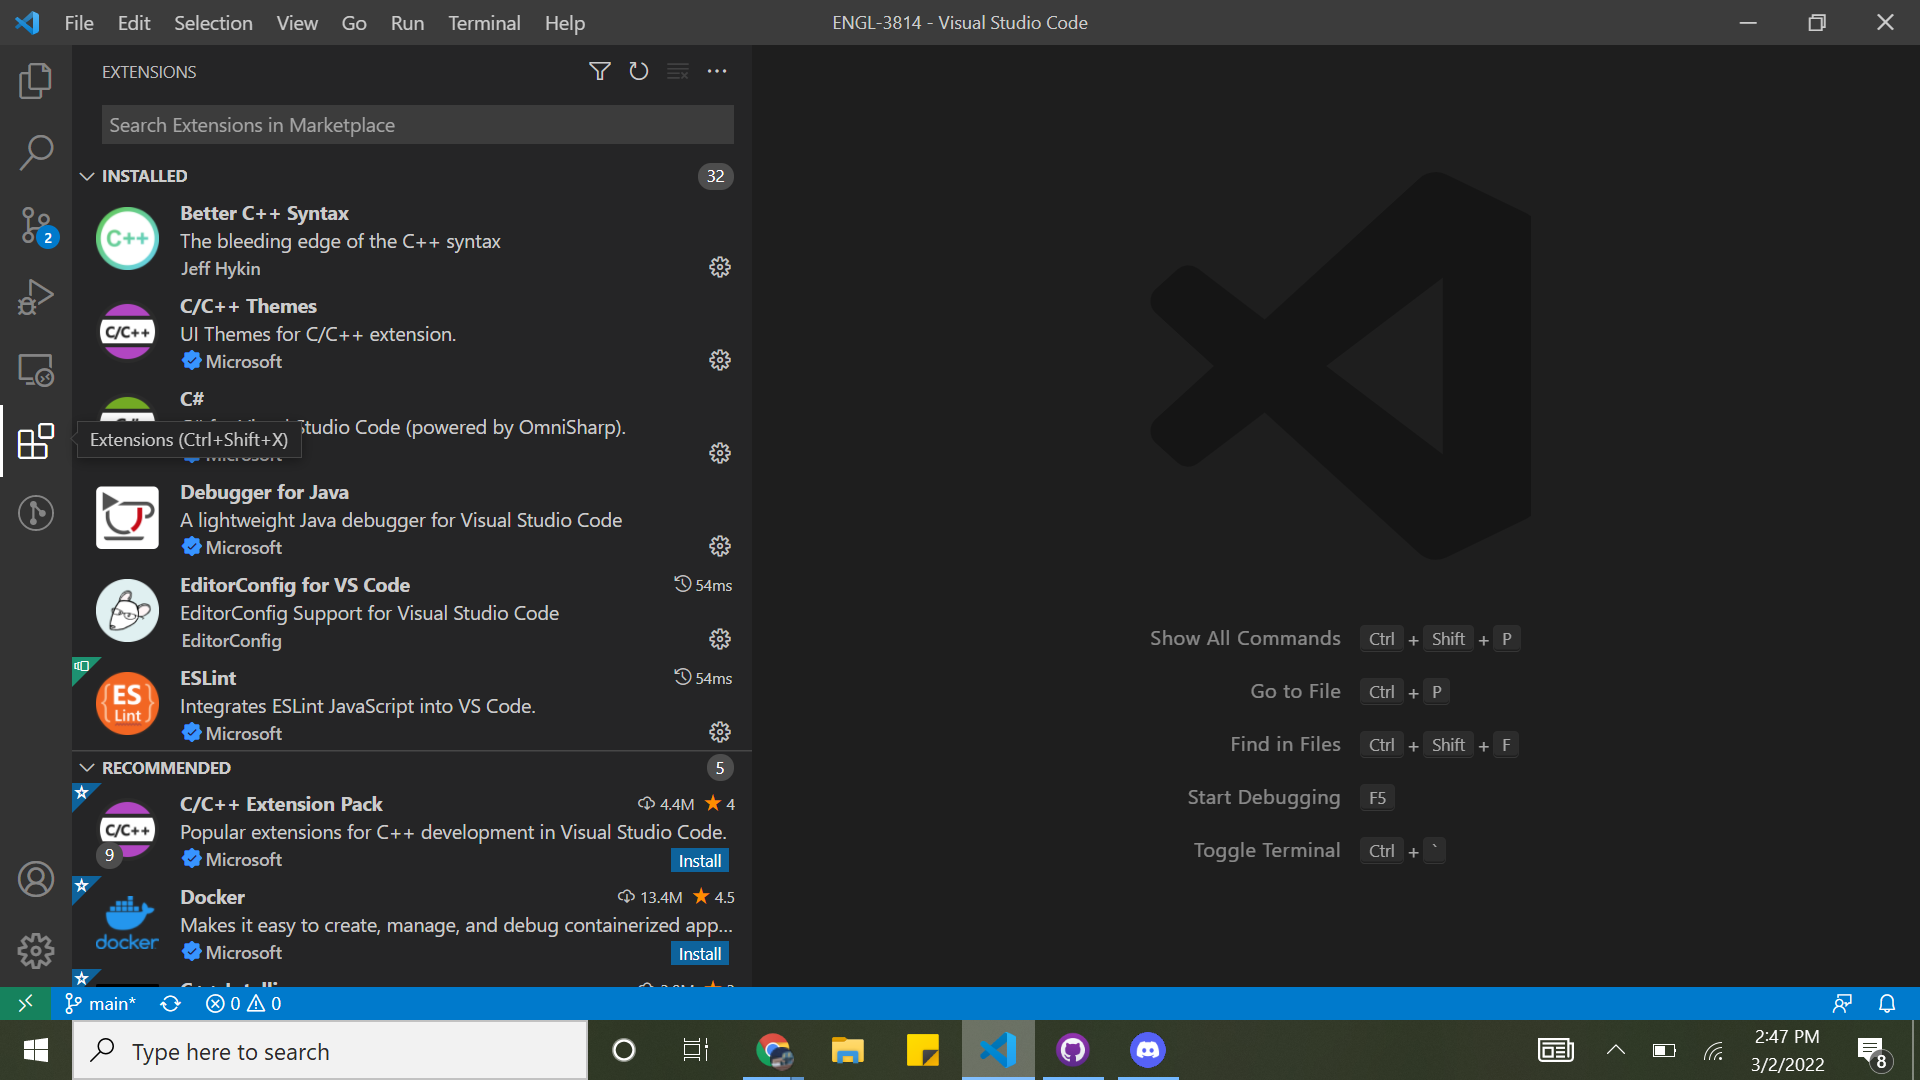 File Edit Selection View Go Run Terminal Help
ENGL-3814 - Visual Studio Code
EXTENSIONS
Search Extensions in Marketplace
INSTALLED
32
C++
Better C++ Syntax
The bleeding edge of the C++ syntax
Jeff Hykin
C/C++
C/C++ Themes
UI Themes for C/C++ extension.
Microsoft
C#
Studio Code (powered by OmniSharp).
Extensions (Ctrl+Shift+X)
Debugger for Java
A lightweight Java debugger for Visual Studio Code
Microsoft
EditorConfig for VS Code
54ms
EditorConfig Support for Visual Studio Code
EditorConfig
ES
Lint
ESLint
54ms
Integrates ESLint JavaScript into VS Code.
Microsoft
RECOMMENDED
5
C/C++
9
C/C++ Extension Pack
4.4M
4
Popular extensions for C++ development in Visual Studio Code.
Microsoft
Install
docker
Docker
13.4M
4.5
Makes it easy to create, manage, and debug containerized app...
Microsoft
Install
2
Show All Commands Ctrl + Shift + P
Go to File Ctrl + P
Find in Files Ctrl + Shift + F
Start Debugging F5
Toggle Terminal Ctrl + `
main*
0
0
Type here to search
2:47 PM
3/2/2022
8